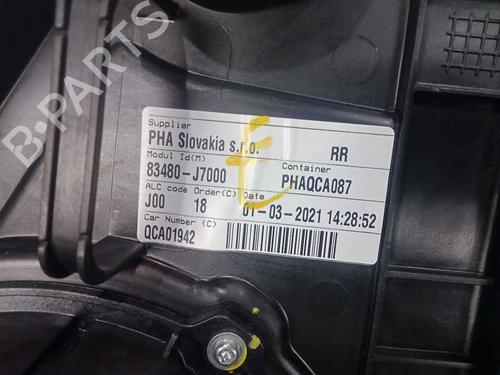 Supplier
PHA Slovakia s.r.o. RR
Modul Id(M) Container
83480-J7000 PHAQCA087
ALC code Order(C) Date
J00 18 01-03-2021 14:28:52
Car Number (C)
QCA01942
E
B-PARTS